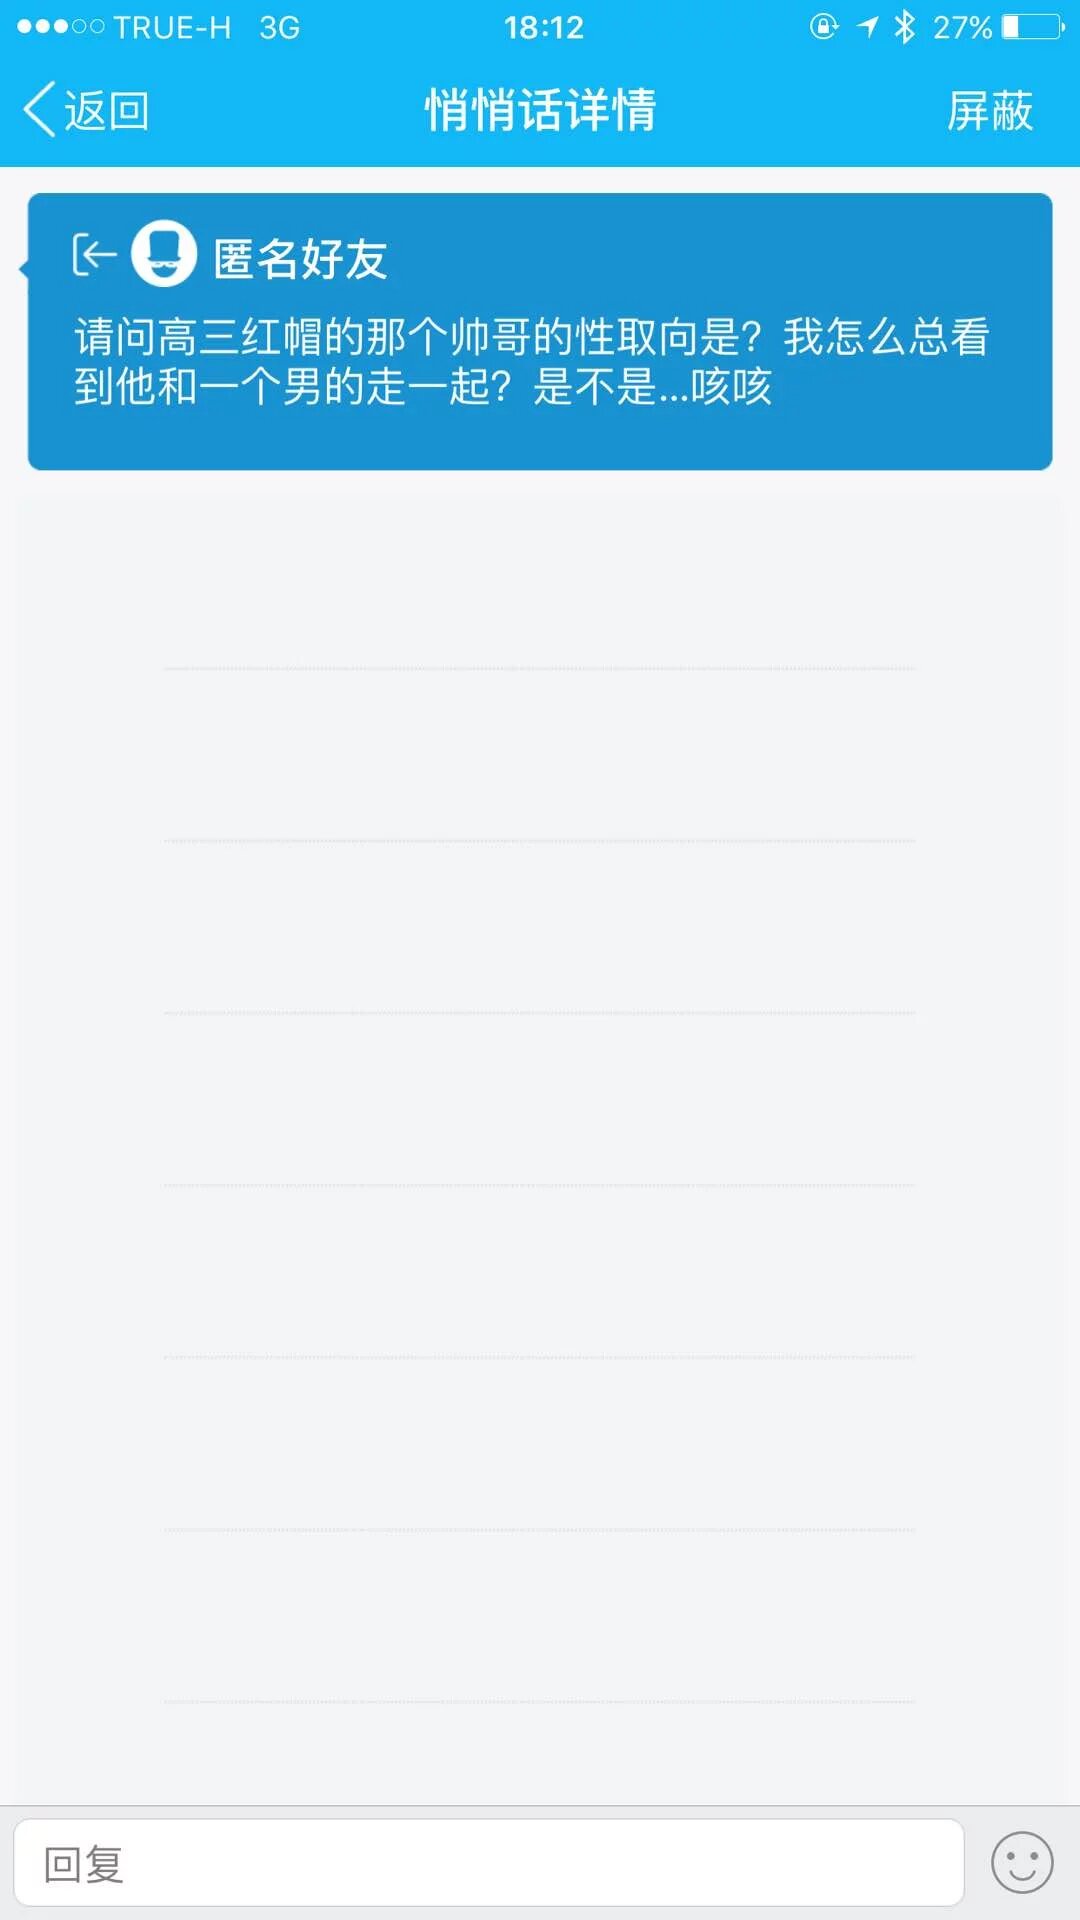 TRUE-H 3G 18:12 27%
返回 悄悄话详情 屏蔽
匿名好友
请问高三红帽的那个帅哥的性取向是？我怎么总看
到他和一个男的走一起？是不是...咳咳
回复